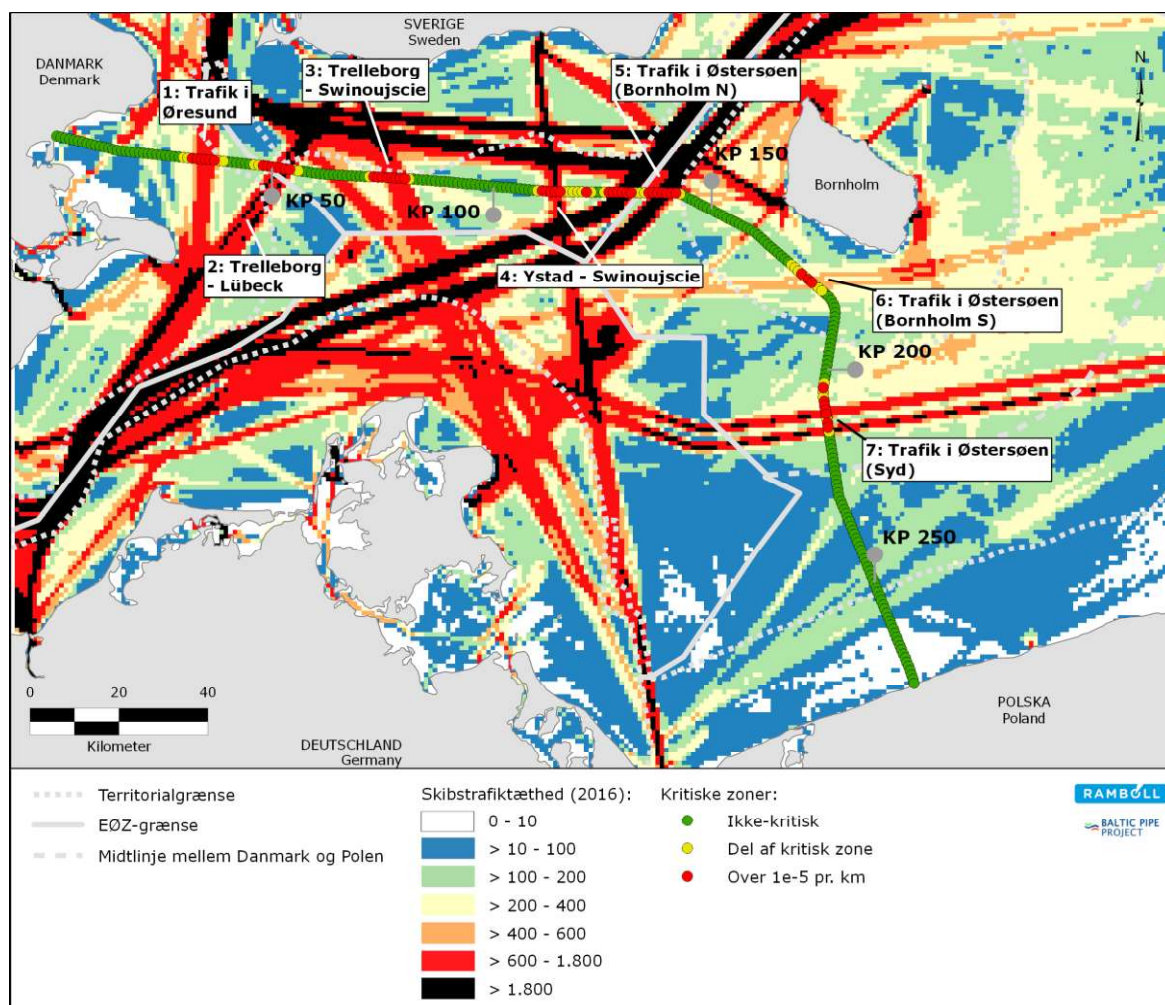 SVERIGE
Sweden
DANMARK
Denmark
N
1: Trafik i
Øresund
3: Trelleborg
- Swinoujscie
5: Trafik i Østersøen
(Bornholm N)
KP 150
Bornholm
KP 50
KP 100
2: Trelleborg
- Lübeck
4: Ystad - Swinoujscie
6: Trafik i Østersøen
(Bornholm S)
KP 200
7: Trafik i Østersøen
(Syd)
KP 250
0 20 40
Kilometer
DEUTSCHLAND
Germany
POLSKA
Poland
Territorialgrænse
EØZ-grænse
Midtlinje mellem Danmark og Polen
Skibstrafiktæthed (2016):
0 - 10
> 10 - 100
> 100 - 200
> 200 - 400
> 400 - 600
> 600 - 1.800
> 1.800
Kritiske zoner:
Ikke-kritisk
Del af kritisk zone
Over 1e-5 pr. km
RAMBOLL
BALTIC PIPE
PROJECT